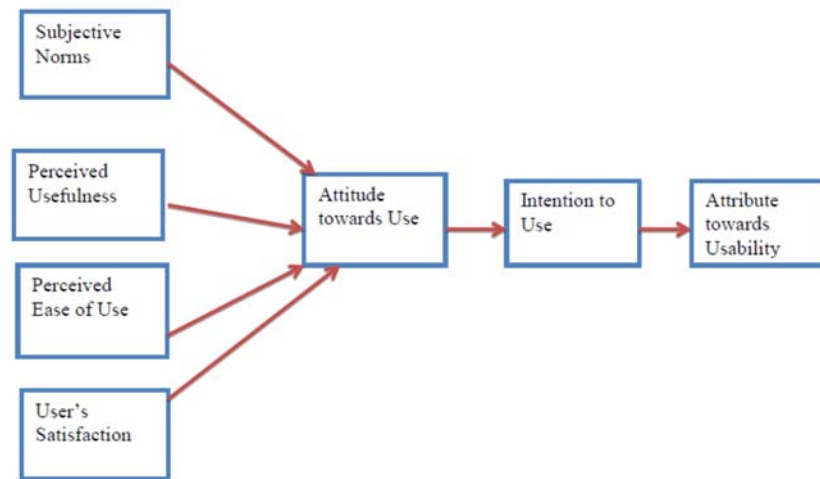 Subjective
Norms
Perceived
Usefulness
Perceived
Ease of Use
User's
Satisfaction
Attitude
towards Use
Intention to
Use
Attribute
towards
Usability